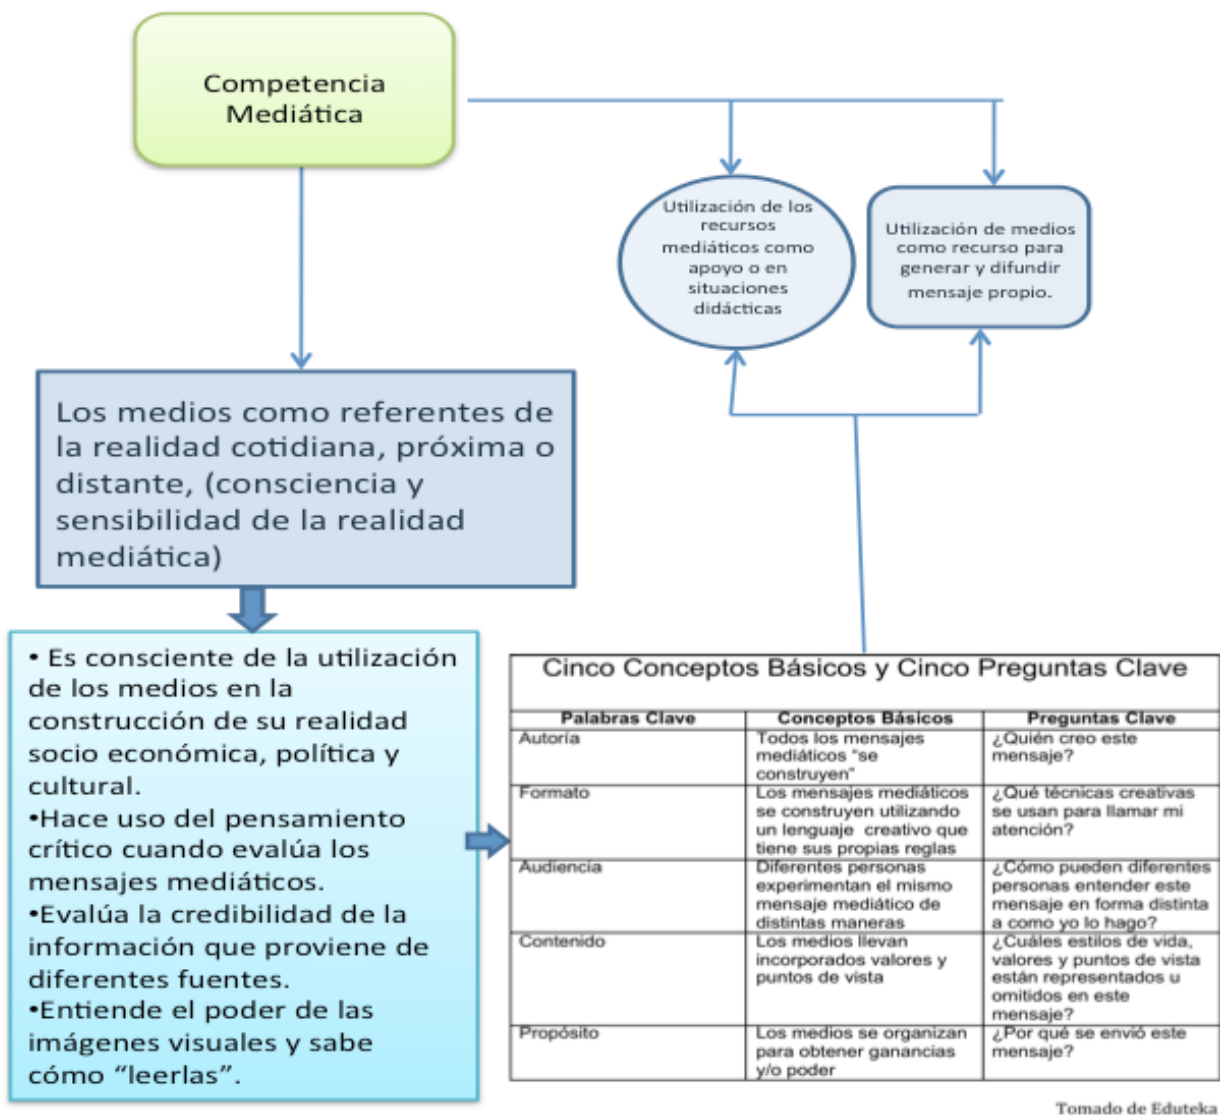 Competencia
Mediática
Utilización de los
recursos
mediáticos como
apoyo o en
situaciones
didácticas
Utilización de medios
como recurso para
generar y difundir
mensaje propio.
Los medios como referentes de
la realidad cotidiana, próxima o
distante, (consciencia y
sensibilidad de la realidad
mediática)
• Es consciente de la utilización
de los medios en la
construcción de su realidad
socio económica, política y
cultural.
•Hace uso del pensamiento
crítico cuando evalúa los
mensajes mediáticos.
•Evalúa la credibilidad de la
información que proviene de
diferentes fuentes.
•Entiende el poder de las
imágenes visuales y sabe
cómo “leerlas”.
Cinco Conceptos Básicos y Cinco Preguntas Clave
Palabras Clave Conceptos Básicos Preguntas Clave
Autoría Todos los mensajes ¿Quién creo este
mediáticos “se mensaje?
construyen”
Formato Los mensajes mediáticos ¿Qué técnicas creativas
se construyen utilizando se usan para llamar mi
un lenguaje creativo que atención?
tiene sus propias reglas
Audiencia Diferentes personas ¿Cómo pueden diferentes
experimentan el mismo personas entender este
mensaje mediático de mensaje en forma distinta
distintas maneras a como yo lo hago?
Contenido Los medios llevan ¿Cuáles estilos de vida,
incorporados valores y valores y puntos de vista
puntos de vista están representados u
omitidos en este
mensaje?
Propósito Los medios se organizan ¿Por qué se envió este
para obtener ganancias mensaje?
y/o poder
Tomado de Eduteka